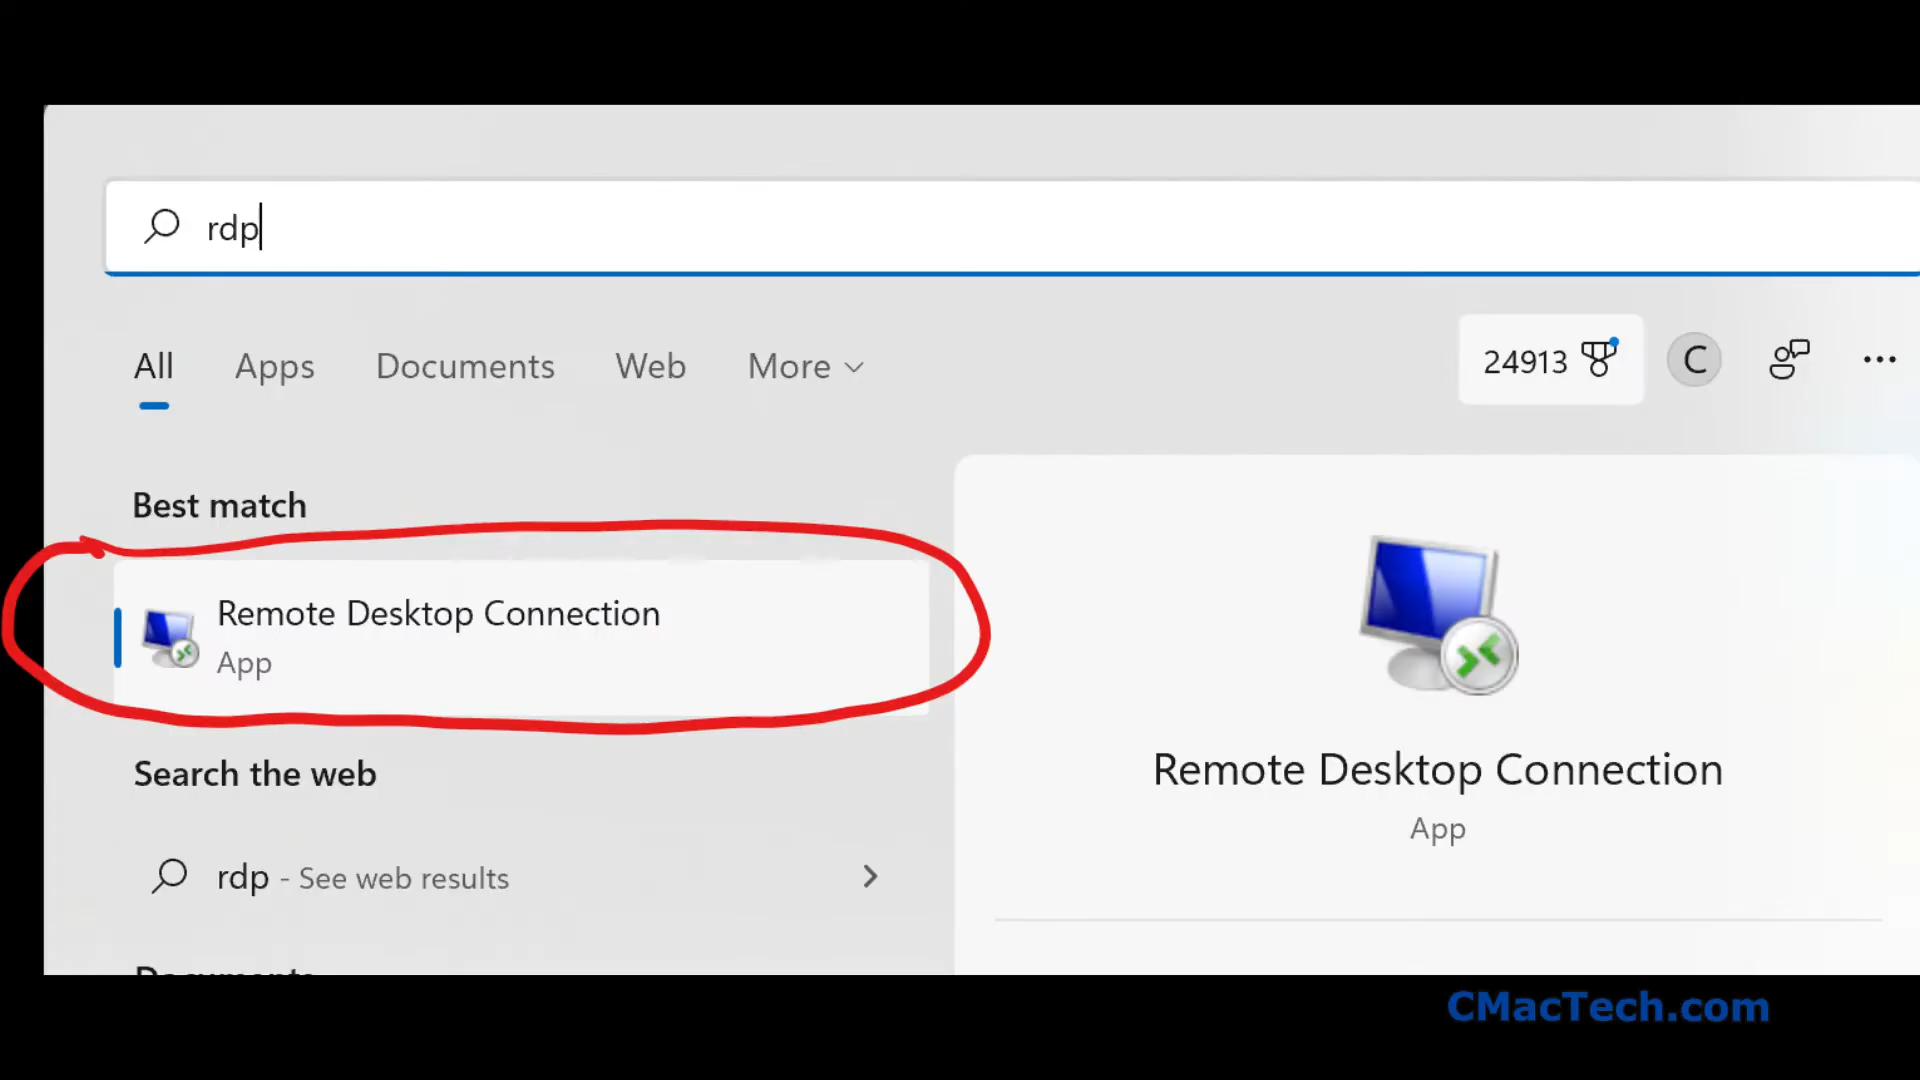 rdp
All Apps Documents Web More
24913 C
Best match
Remote Desktop Connection
App
Search the web
rdp - See web results
Documents
Remote Desktop Connection
App
CMacTech.com